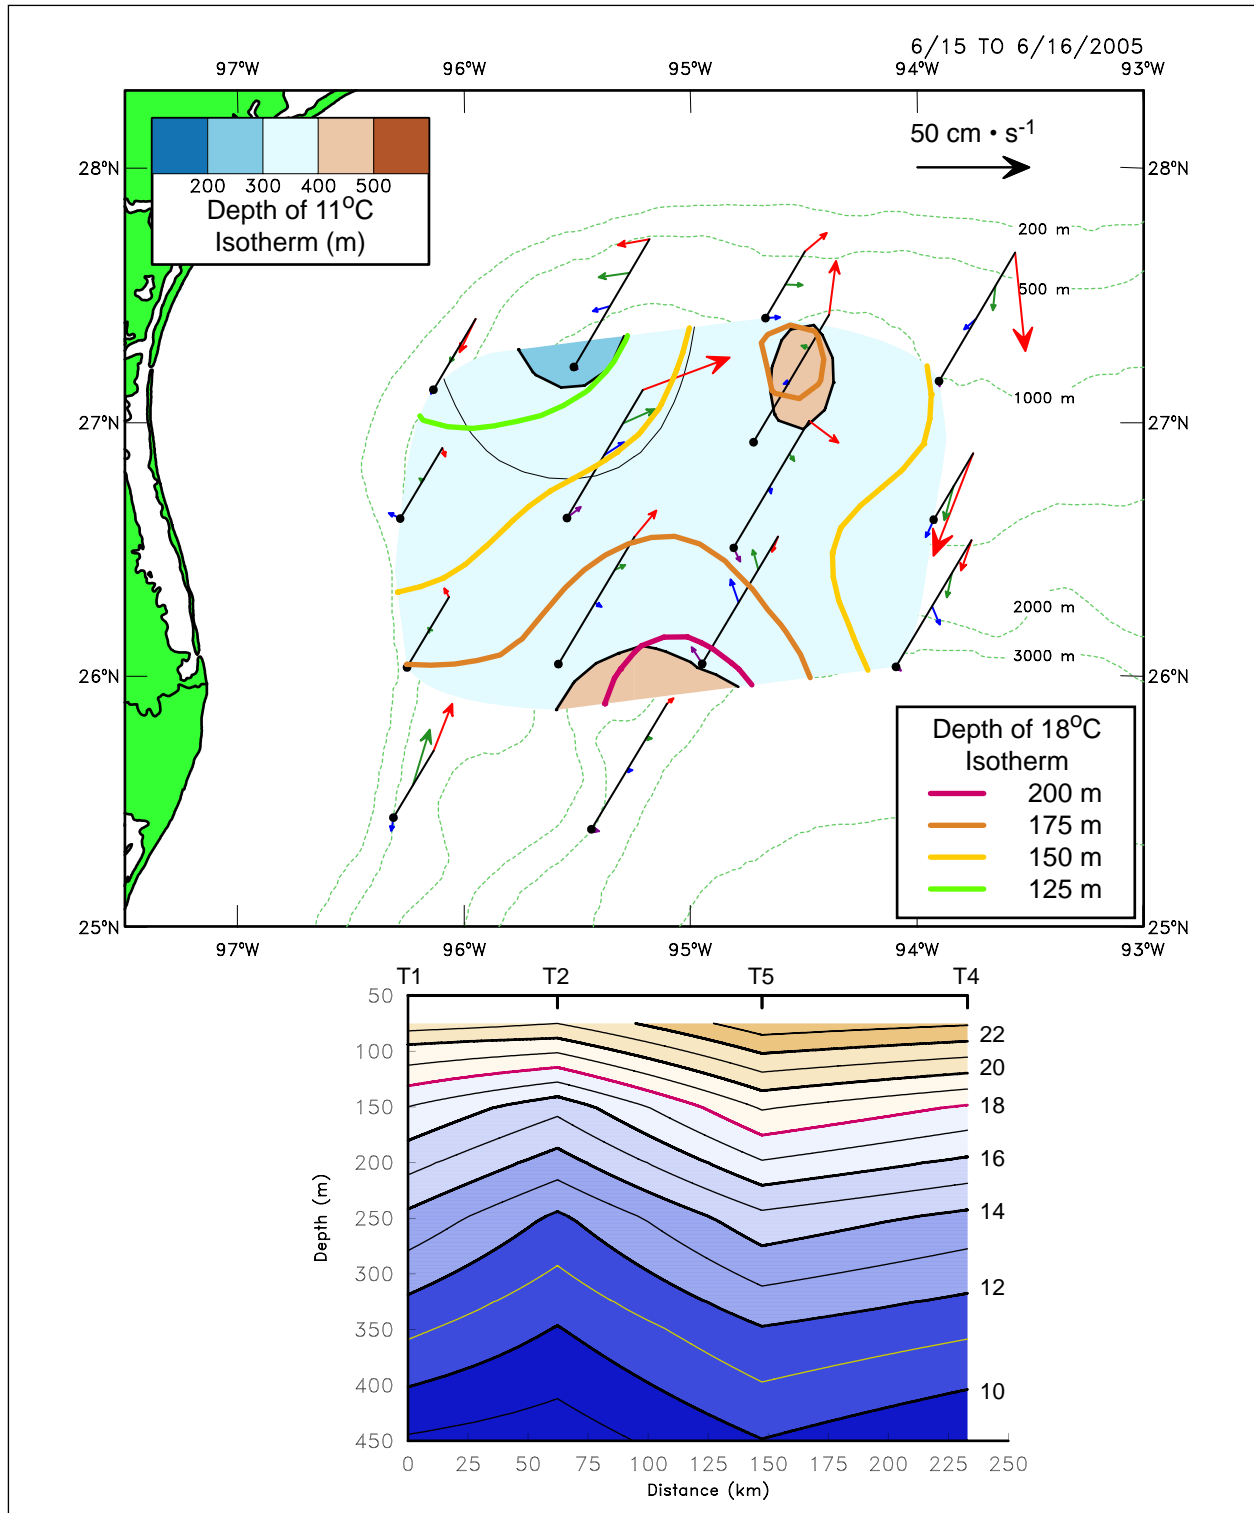 6/15 TO 6/16/2005
97°W 96°W 95°W 94°W 93°W
50 cm • s-1
28°N 28°N
200 300 400 500
Depth of 11°C
Isotherm (m)
200 m
500 m
1000 m
27°N 27°N
2000 m
3000 m
26°N 26°N
Depth of 18°C
Isotherm
200 m
175 m
150 m
125 m
25°N 25°N
97°W 96°W 95°W 94°W 93°W
T1 T2 T5 T4
50
100
150
200
250
300
350
400
450
Depth (m)
22
20
18
16
14
12
10
0 25 50 75 100 125 150 175 200 225 250
Distance (km)